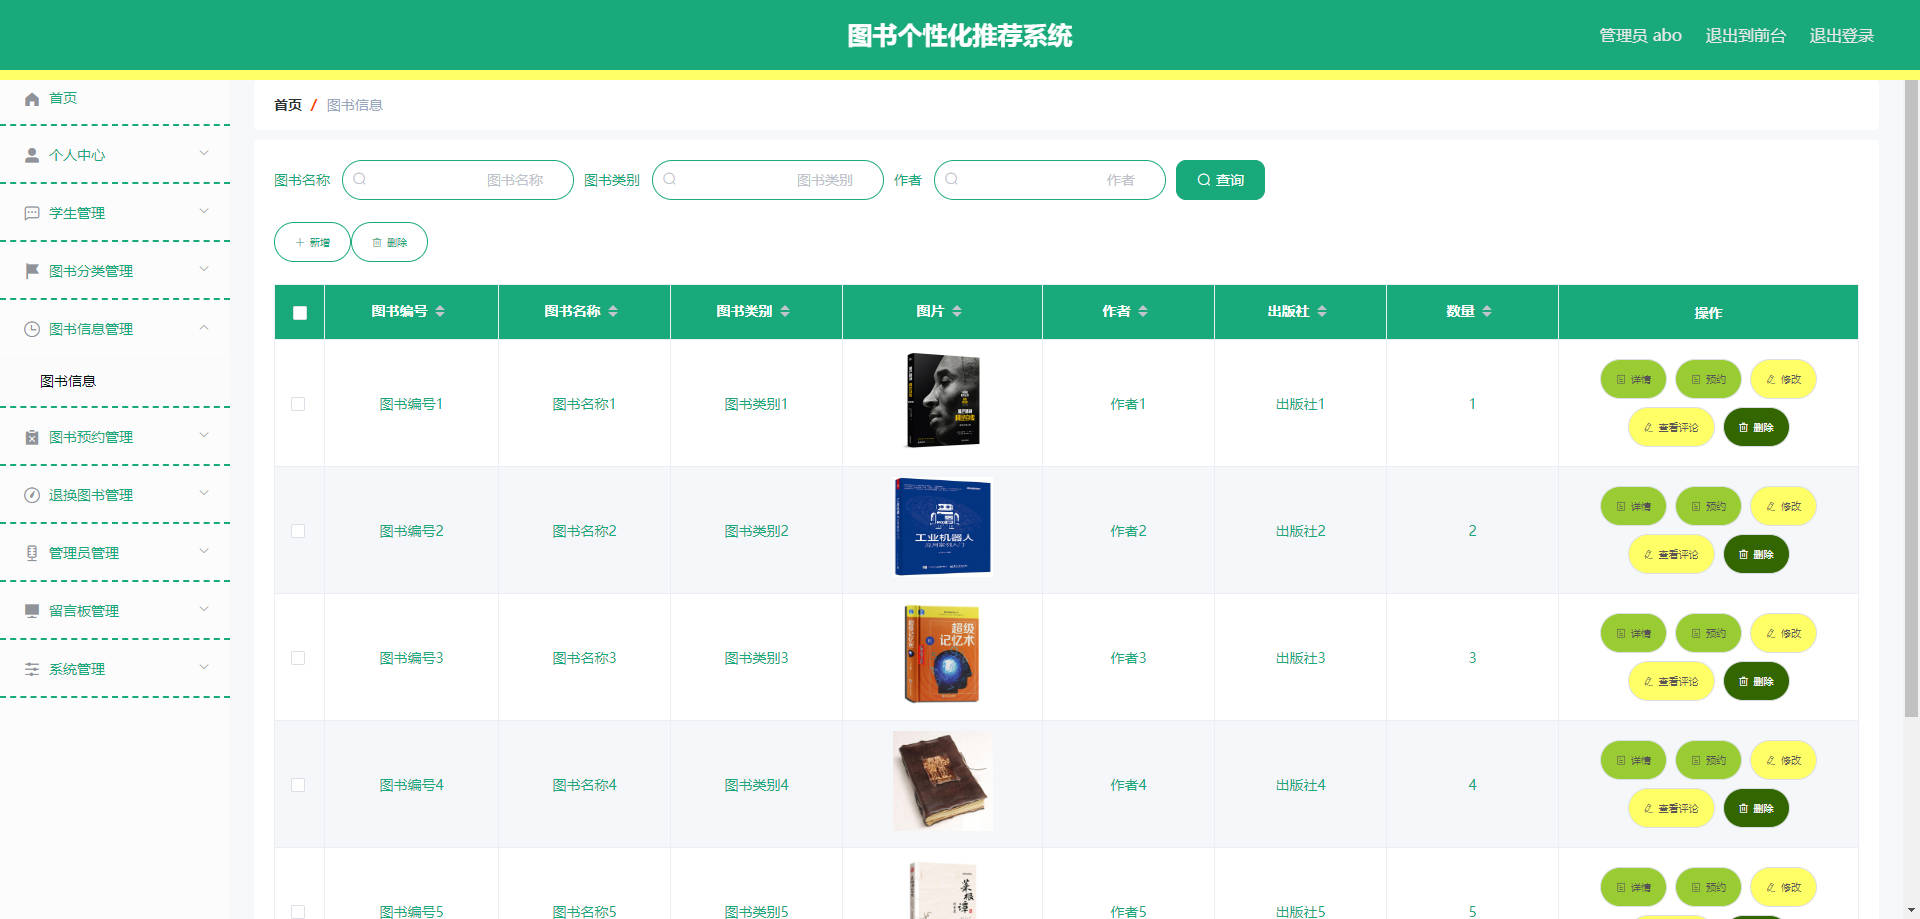 图书个性化推荐系统
管理员 abo 退出到前台 退出登录
首页
个人中心
学生管理
图书分类管理
图书信息管理
图书信息
图书预约管理
退换图书管理
管理员管理
留言板管理
系统管理
首页 / 图书信息
图书名称 图书名称 图书类别 图书类别 作者 作者 查询
新增 删除
图书编号 图书名称 图书类别 图片 作者 出版社 数量 操作
图书编号1 图书名称1 图书类别1 作者1 出版社1 1
详情 预约 修改
查看评论 删除
图书编号2 图书名称2 图书类别2 作者2 出版社2 2
工业机器人
详情 预约 修改
查看评论 删除
图书编号3 图书名称3 图书类别3 作者3 出版社3 3
超级
记忆术
详情 预约 修改
查看评论 删除
图书编号4 图书名称4 图书类别4 作者4 出版社4 4
详情 预约 修改
查看评论 删除
图书编号5 图书名称5 图书类别5 作者5 出版社5 5
菜根谭
详情 预约 修改